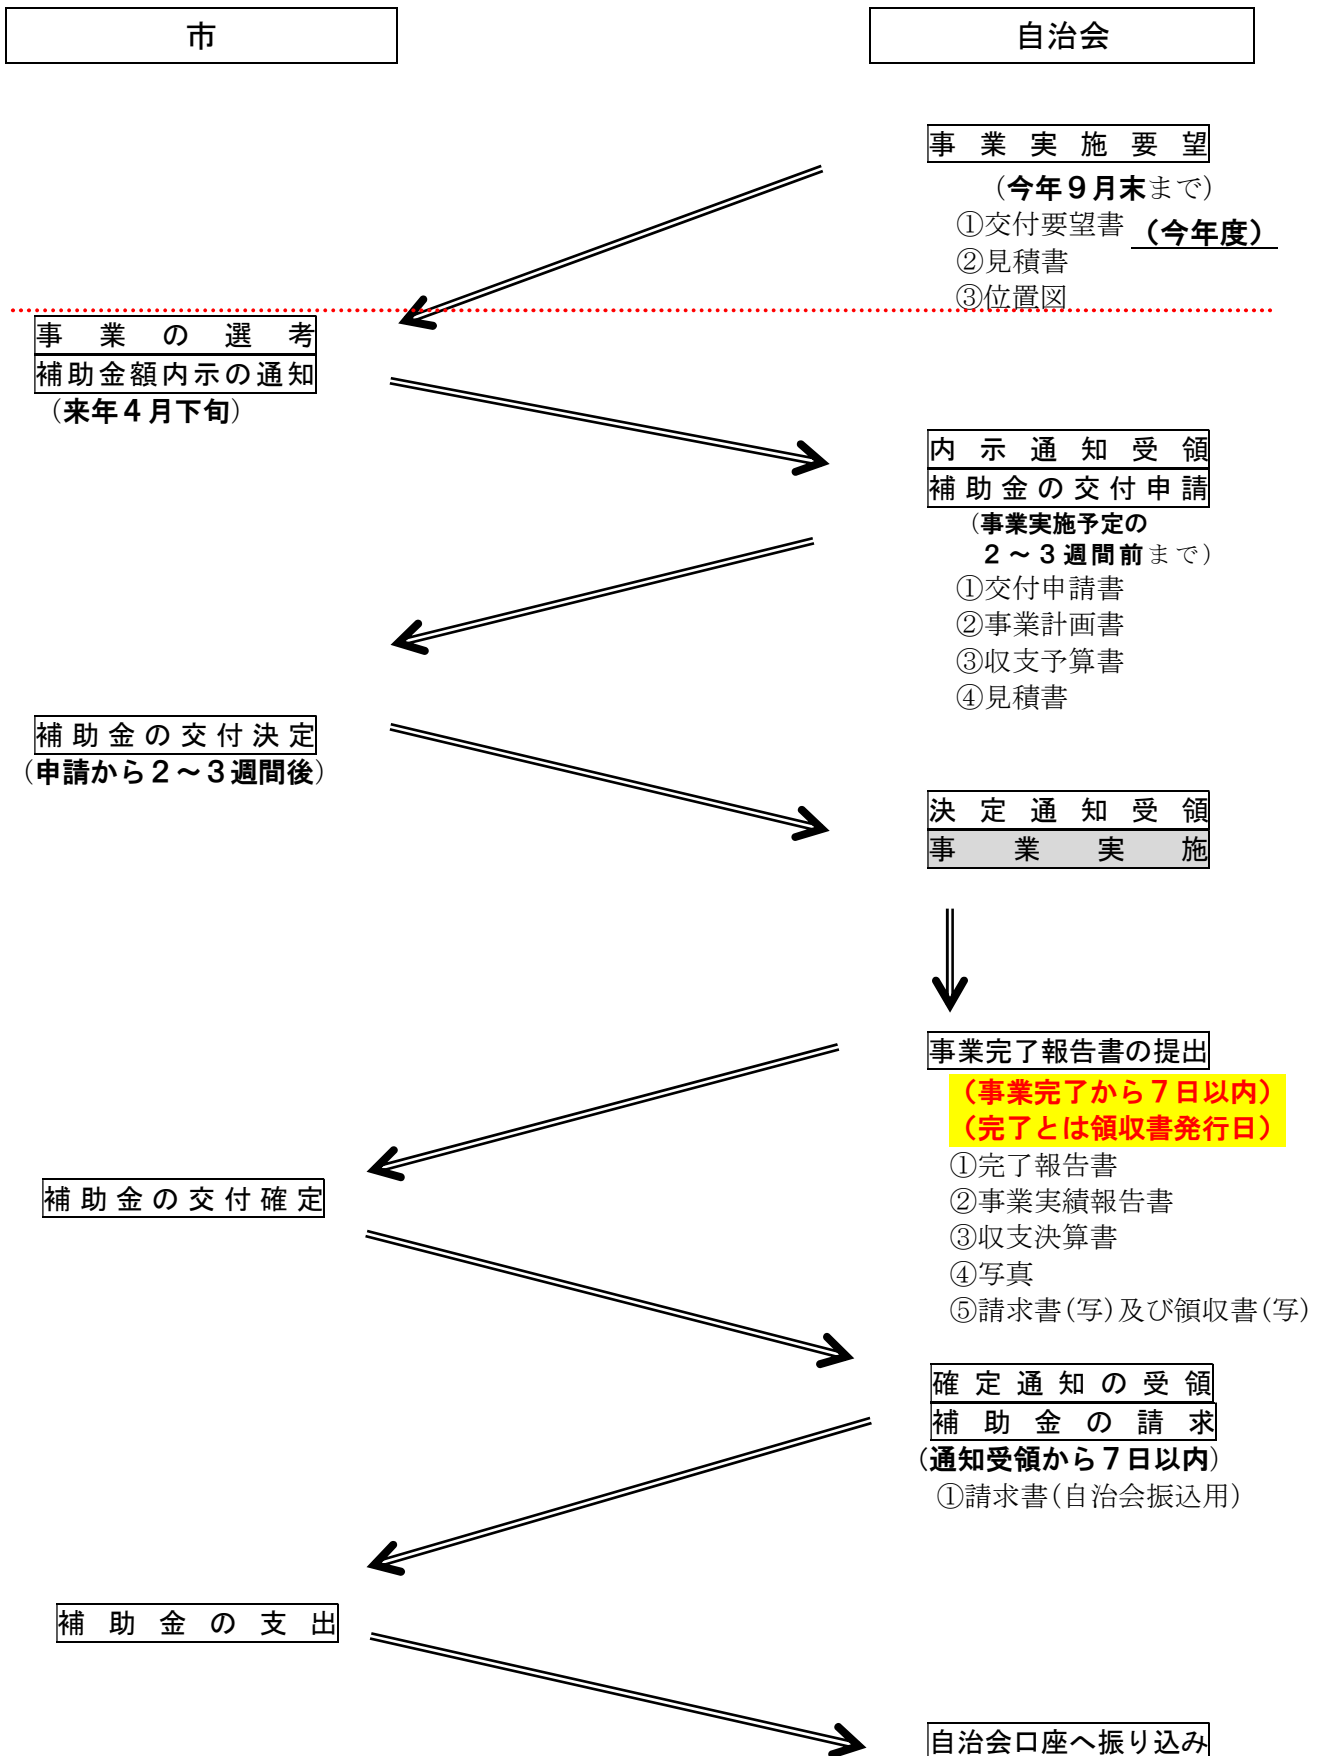 市
自治会
事業実施要望
（今年９月末まで）
①交付要望書 （今年度）
②見積書
③位置図
事業の選考
補助金額内示の通知
（来年４月下旬）
内示通知受領
補助金の交付申請
（事業実施予定の
２～３週間前まで）
①交付申請書
②事業計画書
③収支予算書
④見積書
補助金の交付決定
（申請から２～３週間後）
決定通知受領
事業実施
事業完了報告書の提出
（事業完了から７日以内）
（完了とは領収書発行日）
①完了報告書
②事業実績報告書
③収支決算書
④写真
⑤請求書(写)及び領収書(写)
補助金の交付確定
確定通知の受領
補助金の請求
（通知受領から７日以内）
①請求書(自治会振込用)
補助金の支出
自治会口座へ振り込み